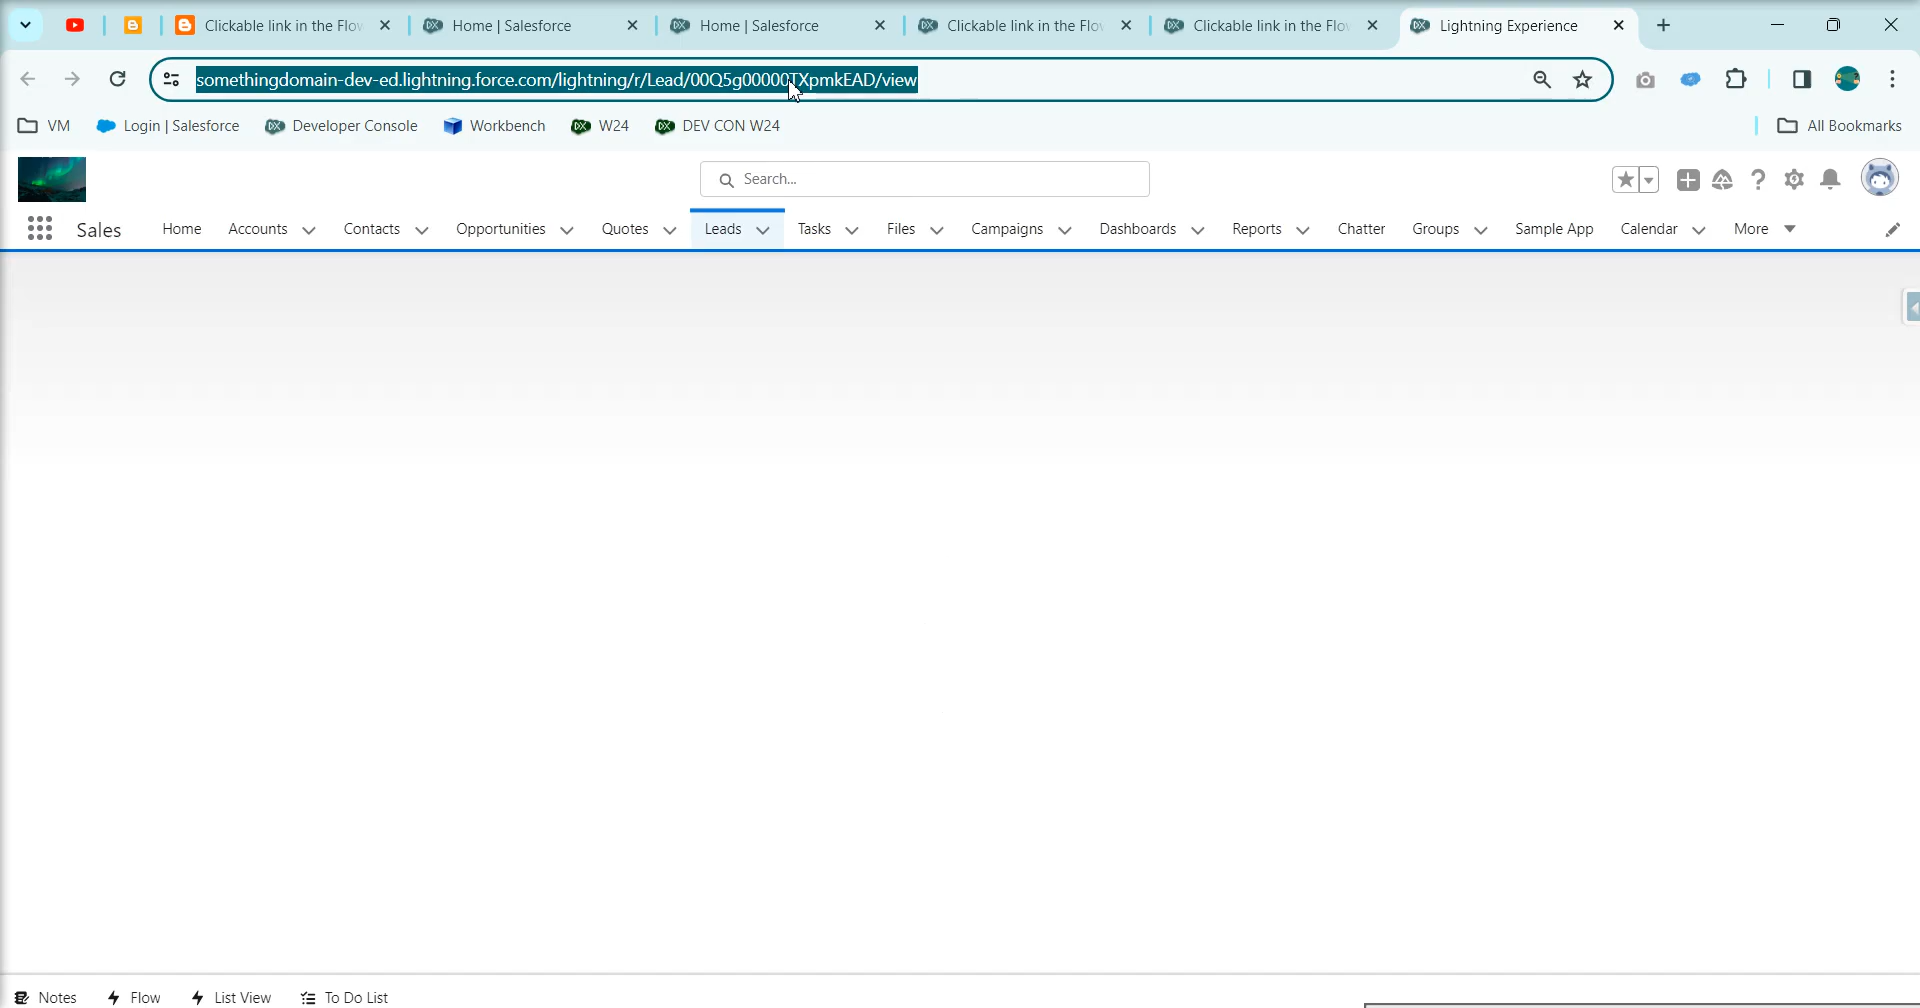 Clickable link in the Flo
Home | Salesforce
Home | Salesforce
Clickable link in the Flo
Clickable link in the Flo
Lightning Experience
somethingdomain-dev-ed.lightning.force.com/lightning/r/Lead/00Q5g00000TXpmkEAD/view
VM
Login | Salesforce
Developer Console
Workbench
W24
DEV CON W24
All Bookmarks
Search...
Sales
Home
Accounts
Contacts
Opportunities
Quotes
Leads
Tasks
Files
Campaigns
Dashboards
Reports
Chatter
Groups
Sample App
Calendar
More
Notes
Flow
List View
To Do List